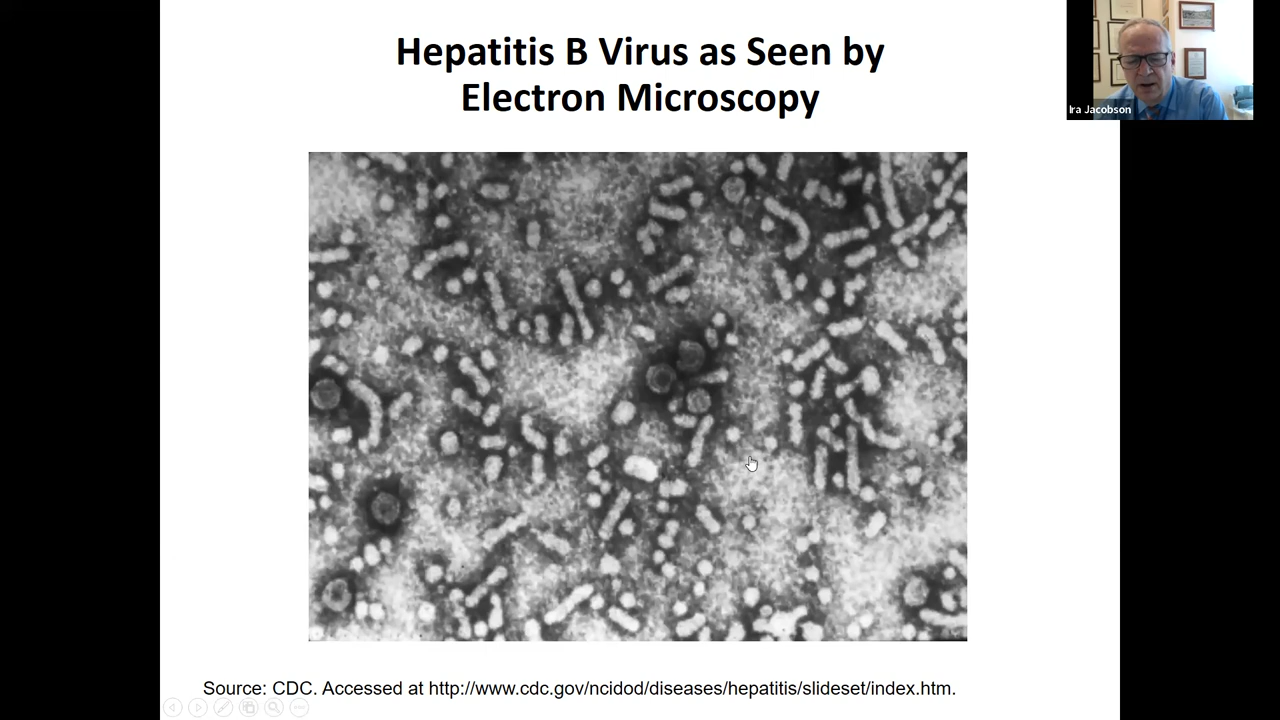 Hepatitis B Virus as Seen by
Electron Microscopy
Ira Jacobson
Source: CDC. Accessed at http://www.cdc.gov/ncidod/diseases/hepatitis/slideset/index.htm.